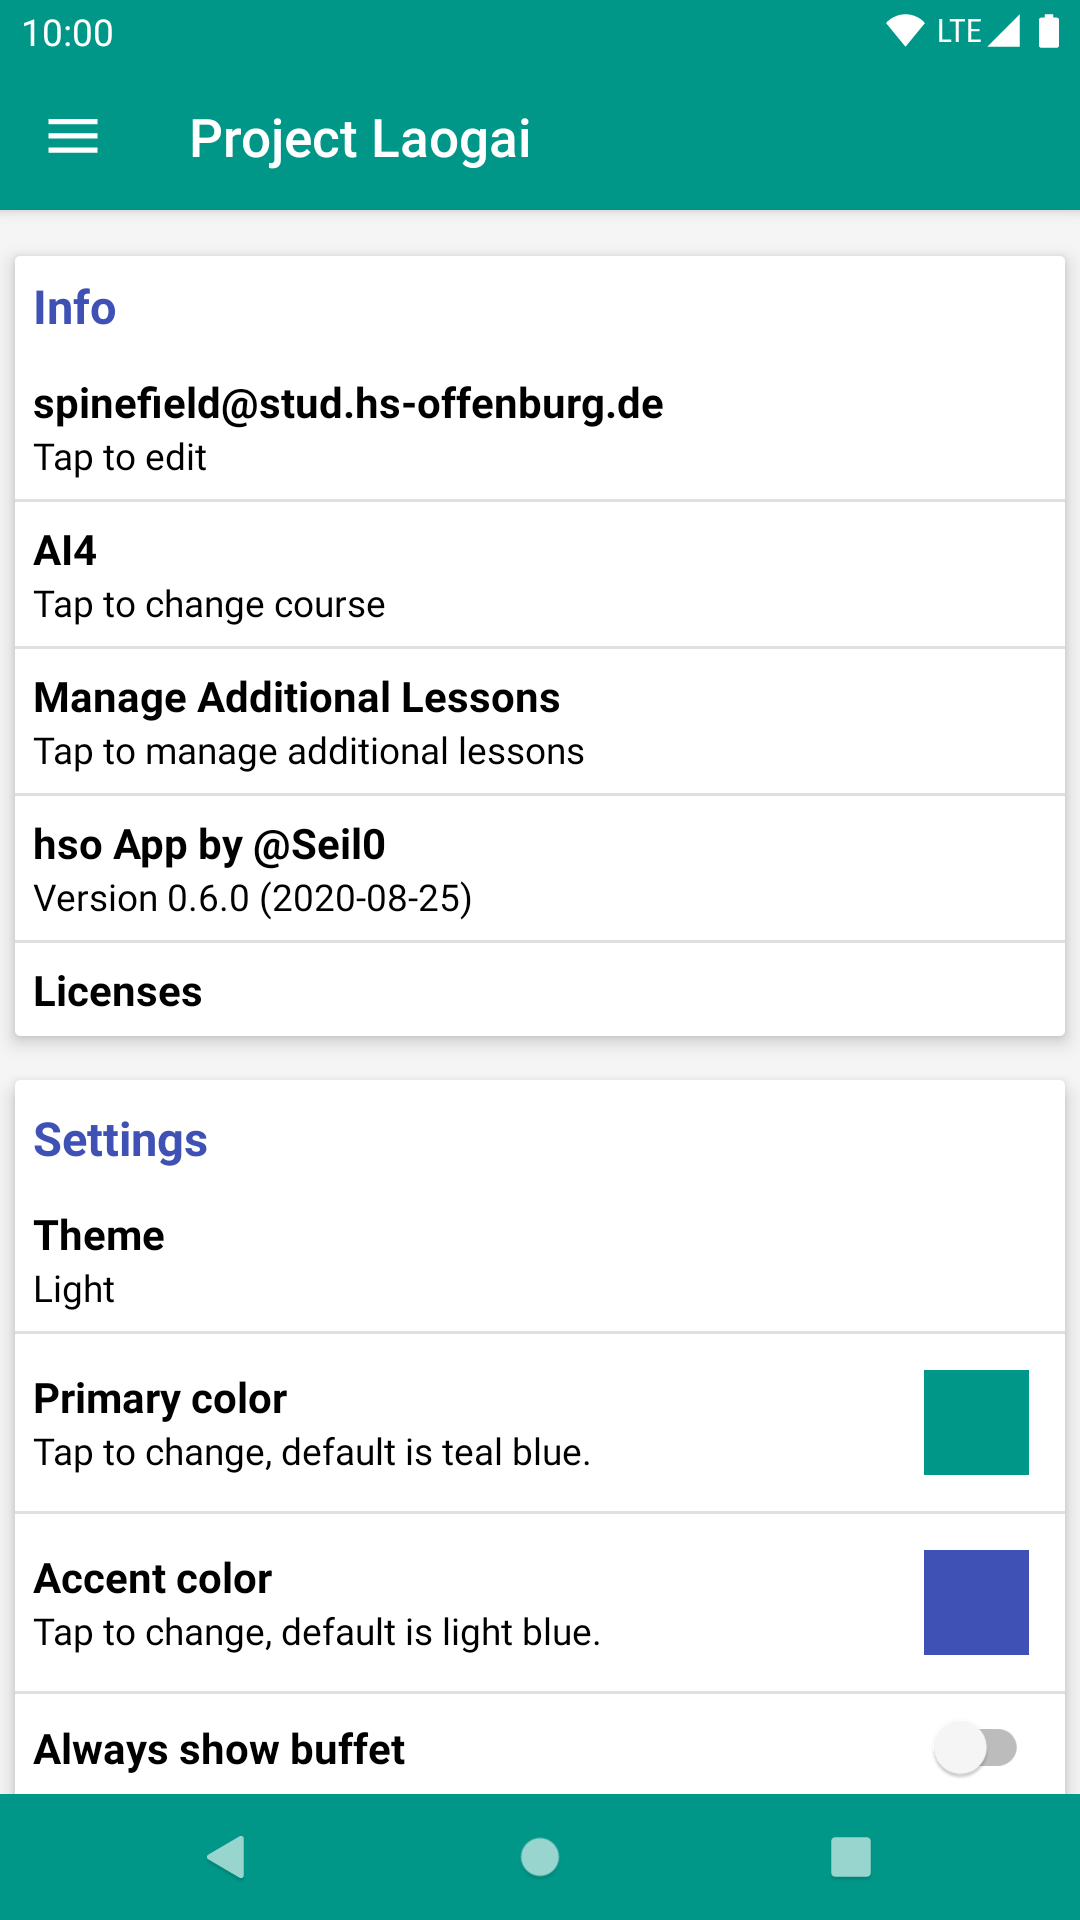 10:00
LTE
Project Laogai
Info
spinefield@stud.hs-offenburg.de
Tap to edit
AI4
Tap to change course
Manage Additional Lessons
Tap to manage additional lessons
hso App by @Seil0
Version 0.6.0 (2020-08-25)
Licenses
Settings
Theme
Light
Primary color
Tap to change, default is teal blue.
Accent color
Tap to change, default is light blue.
Always show buffet